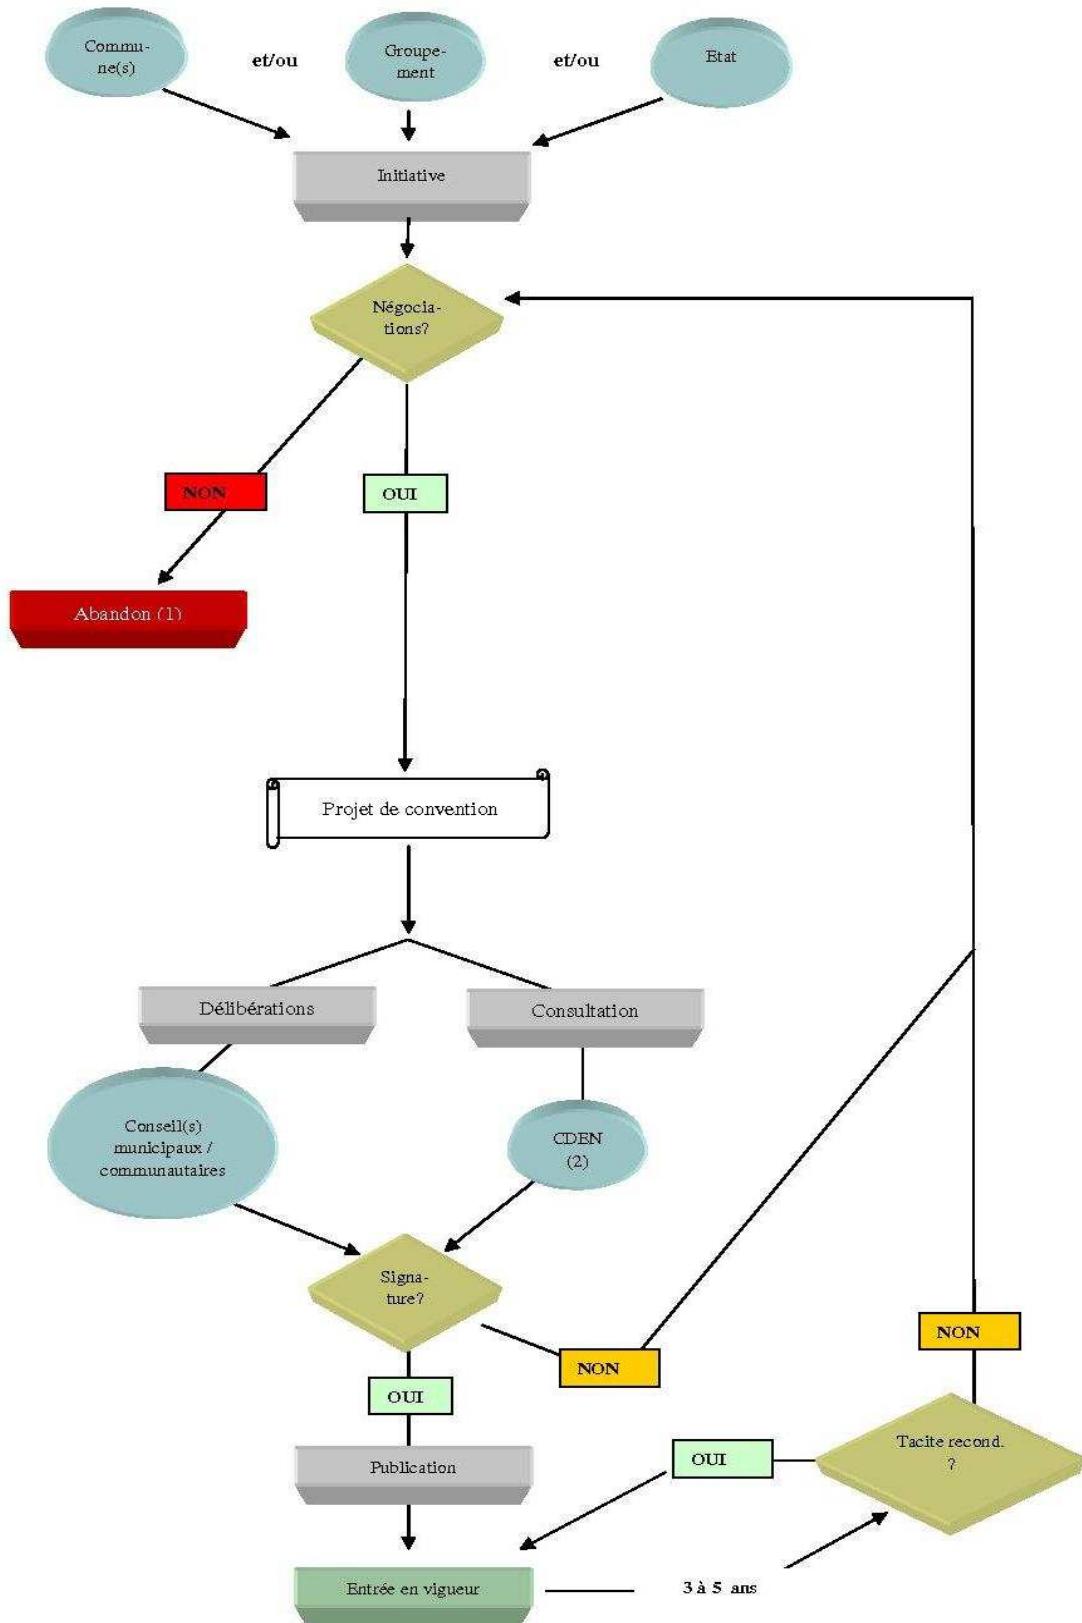 Commu-
ne(s)
et/ou
Groupe-
ment
et/ou
Etat
Initiative
Négocia-
tions?
NON
OUI
Abandon (1)
Projet de convention
Délibérations
Consultation
Conseil(s)
municipaux /
communautaires
CDEN
(2)
Signa-
ture?
NON
NON
OUI
Tacite recond.
?
OUI
Publication
Entrée en vigueur
3 à 5 ans